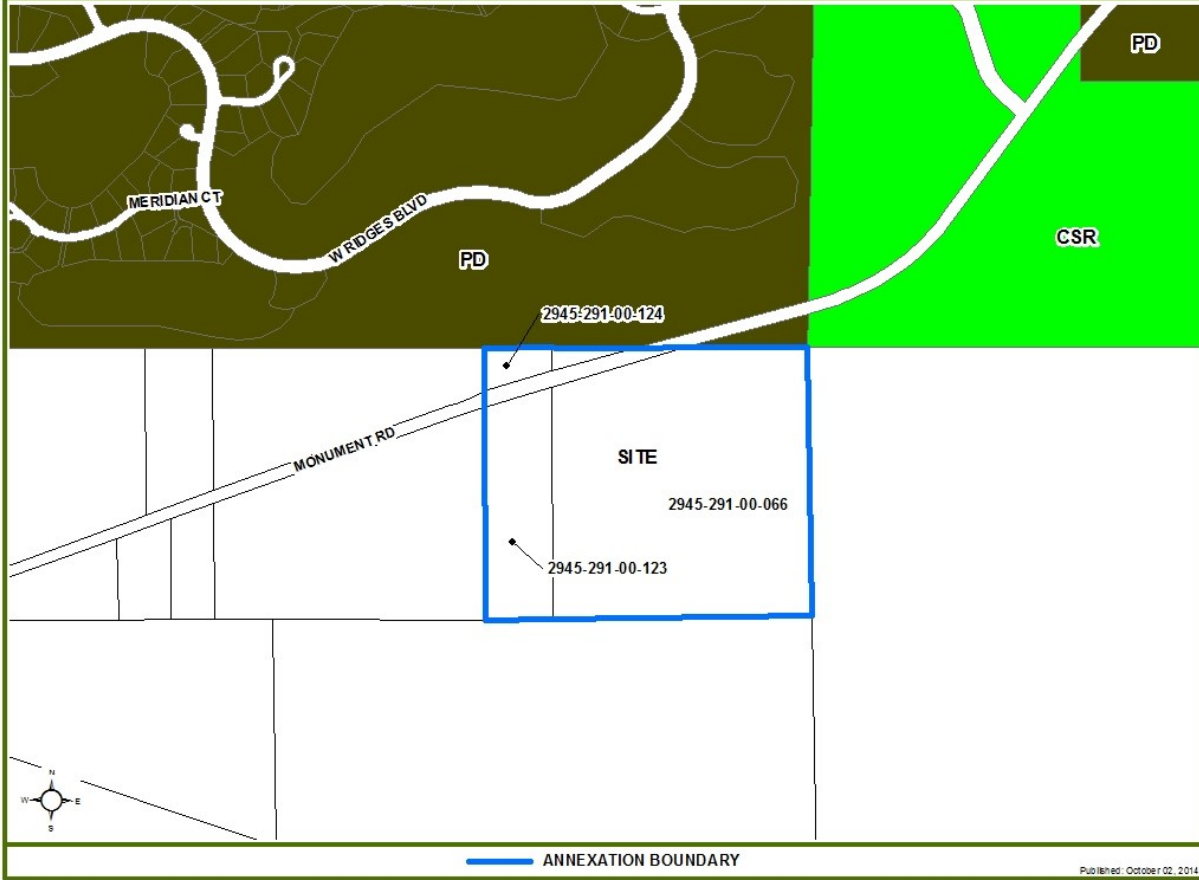 PD
MERIDIAN CT
W RIDGES BLVD
PD
CSR
2945-291-00-124
MONUMENT RD
SITE
2945-291-00-066
2945-291-00-123
N
W E
S
ANNEXATION BOUNDARY
Published: October 02, 2014